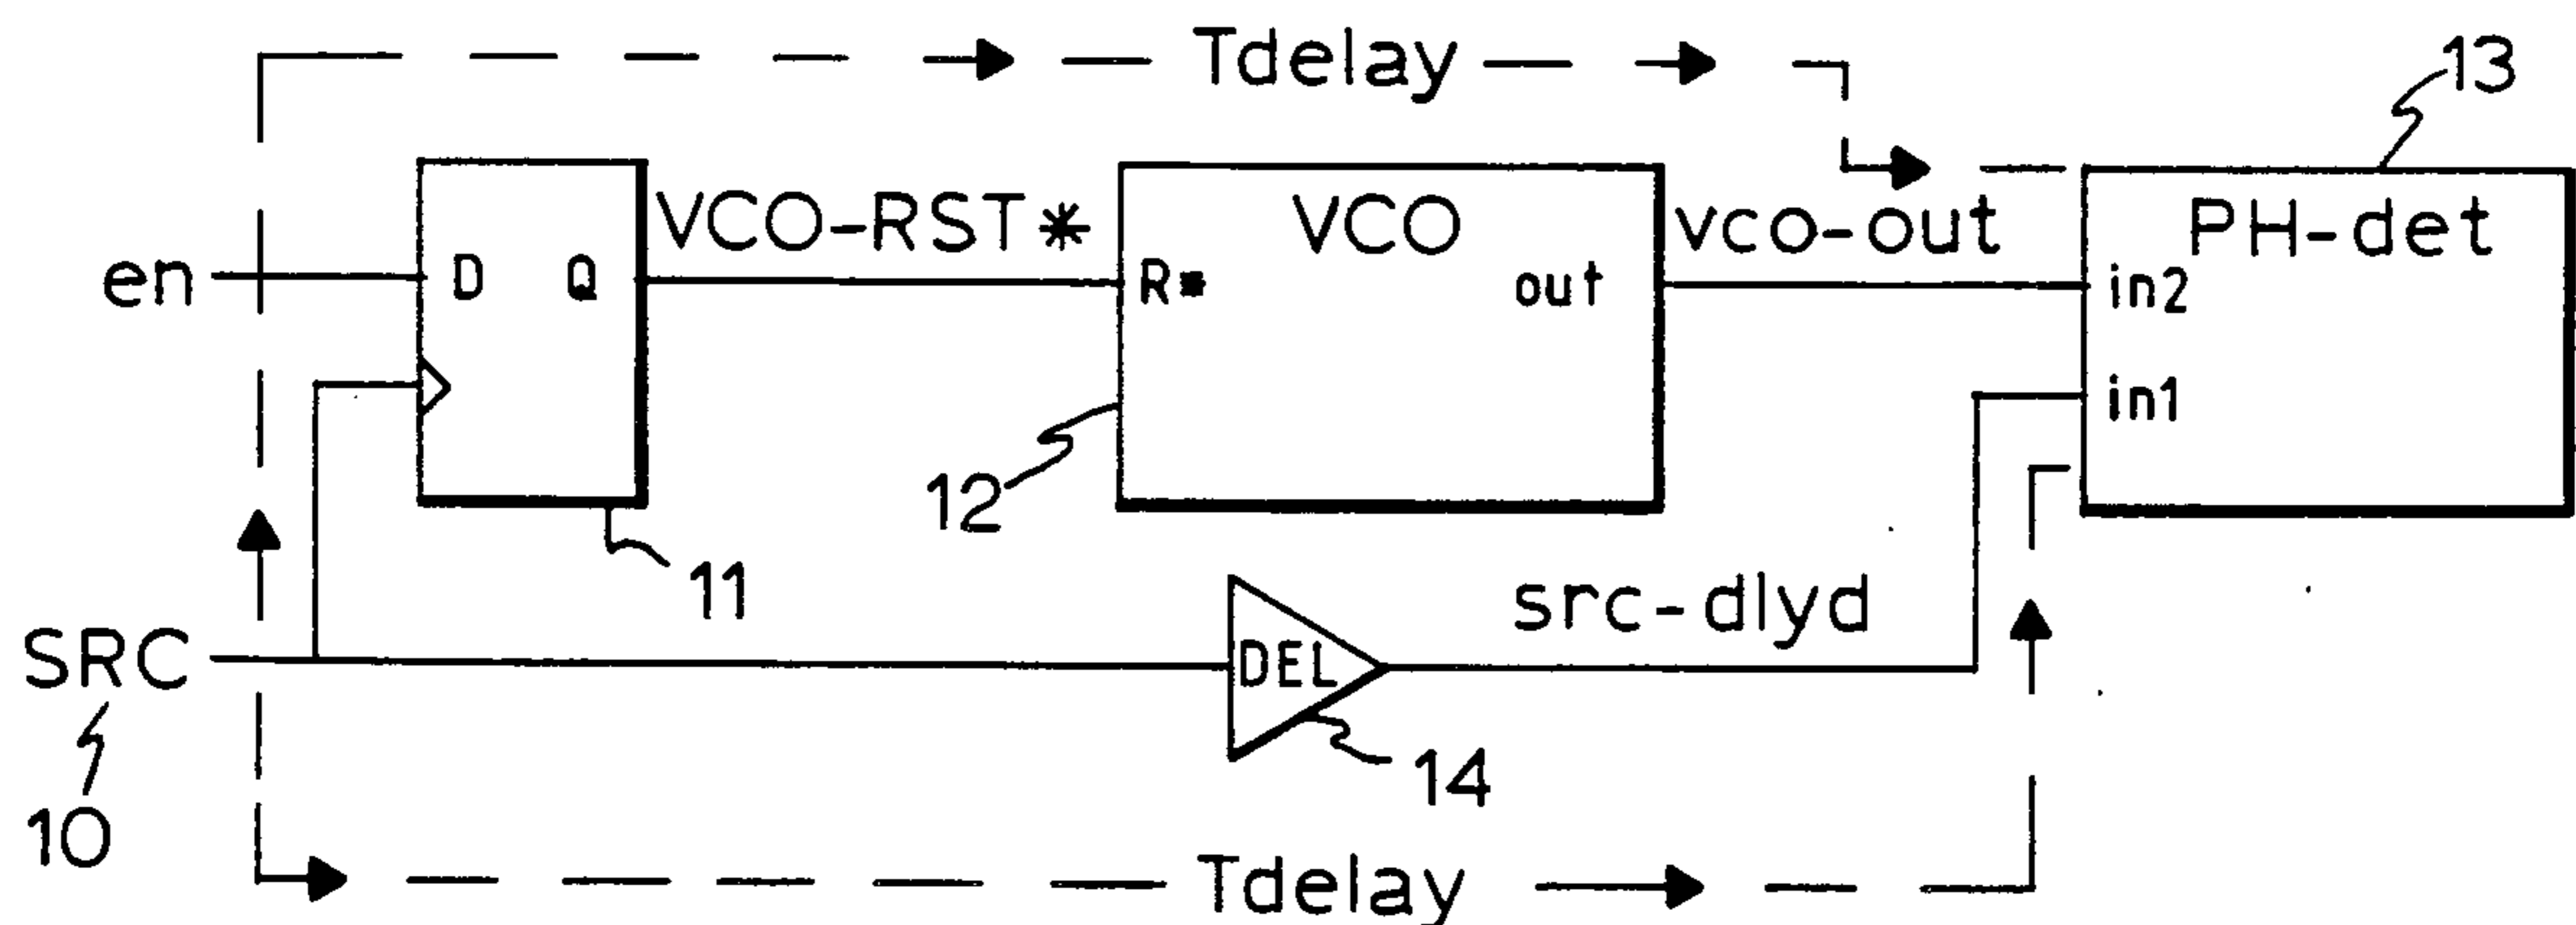 Tdelay
13
VCO-RST*
VCO
vco-out
PH-det
en
D
Q
R*
out
in2
in1
12
11
src-dlyd
SRC
DEL
14
10
Tdelay